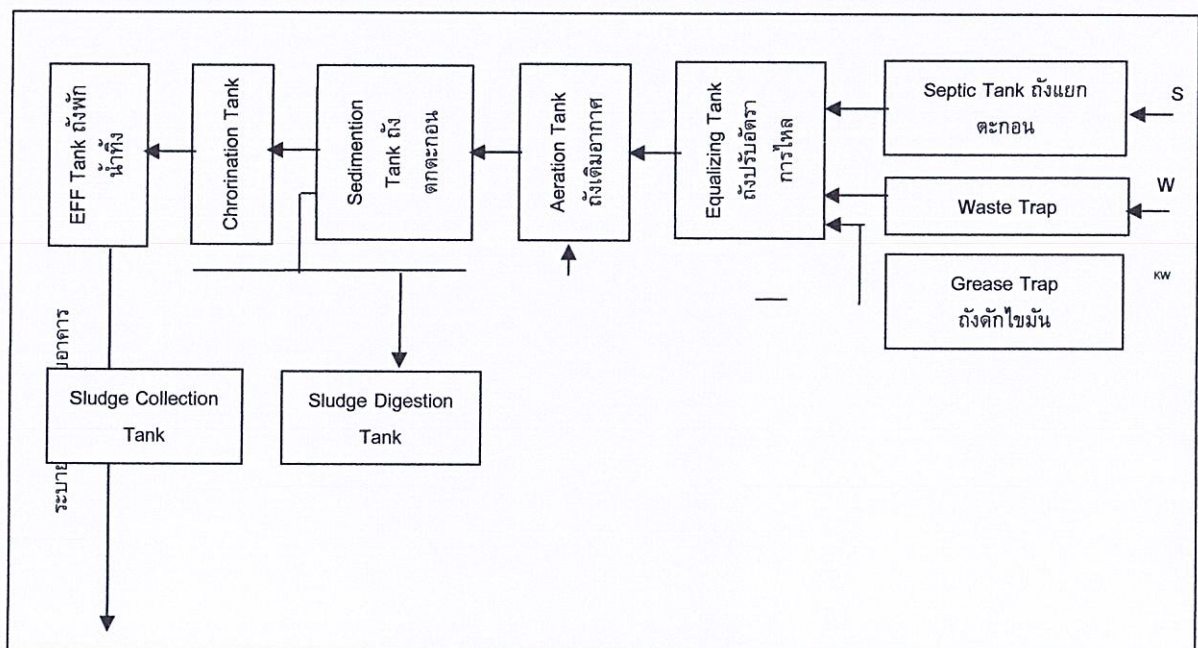 EFF Tank ถังพัก
น้ำทิ้ง
Chrorination Tank
Sedimention
Tank ถัง
ตกตะกอน
Aeration Tank
ถังเติมอากาศ
Equalizing Tank
ถังปรับอัตรา
การไหล
Septic Tank ถังแยก
ตะกอน
S
Waste Trap
W
Grease Trap
ถังดักไขมัน
KW
ระบาย
อาคาร
Sludge Collection
Tank
Sludge Digestion
Tank